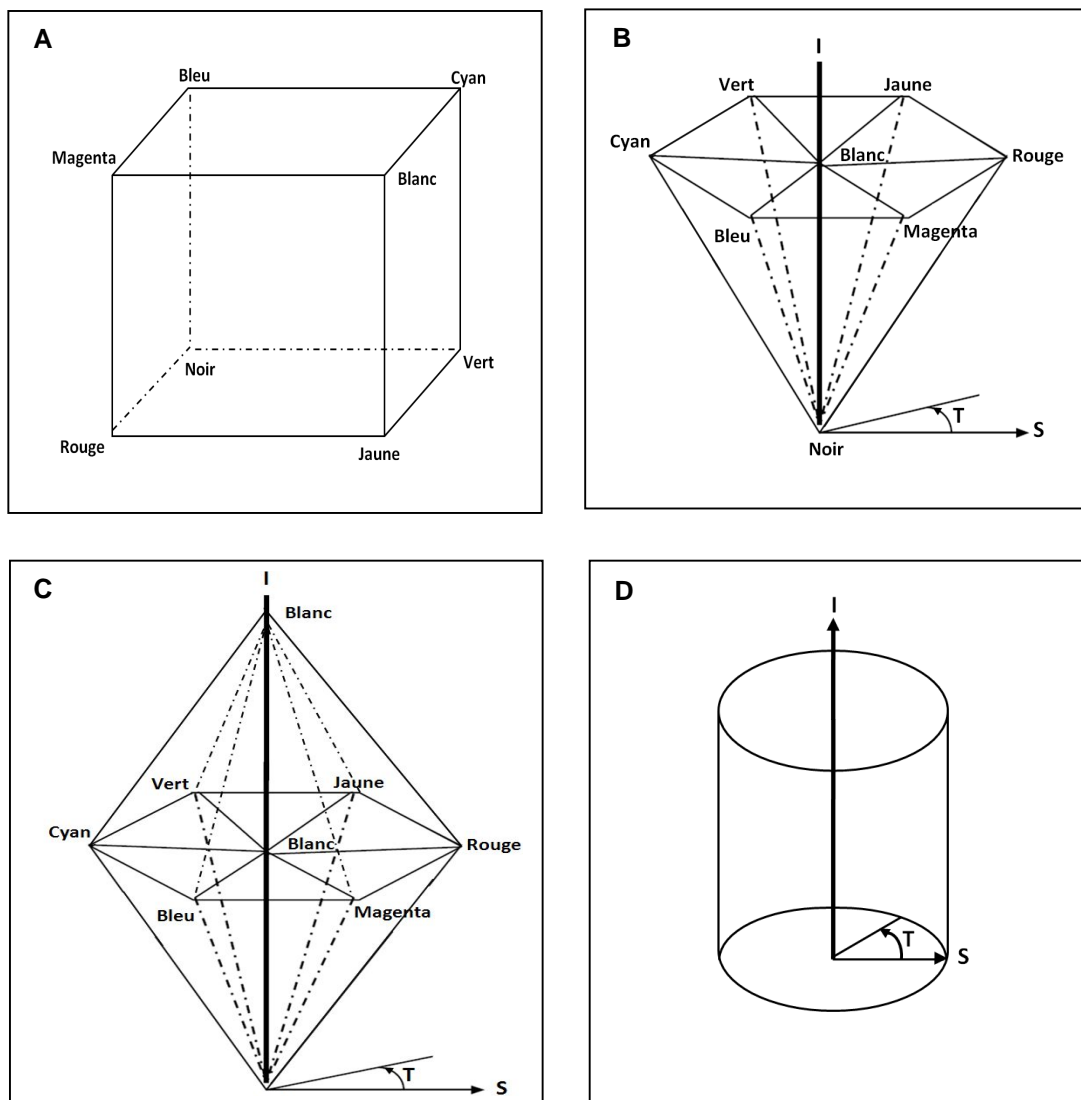 A
Bleu
Cyan
Magenta
Blanc
Noir
Vert
Rouge
Jaune
B
I
Vert
Jaune
Cyan
Blanc
Rouge
Bleu
Magenta
T
S
Noir
C
I
Blanc
Vert
Jaune
Cyan
Blanc
Rouge
Bleu
Magenta
T
S
D
I
T
S